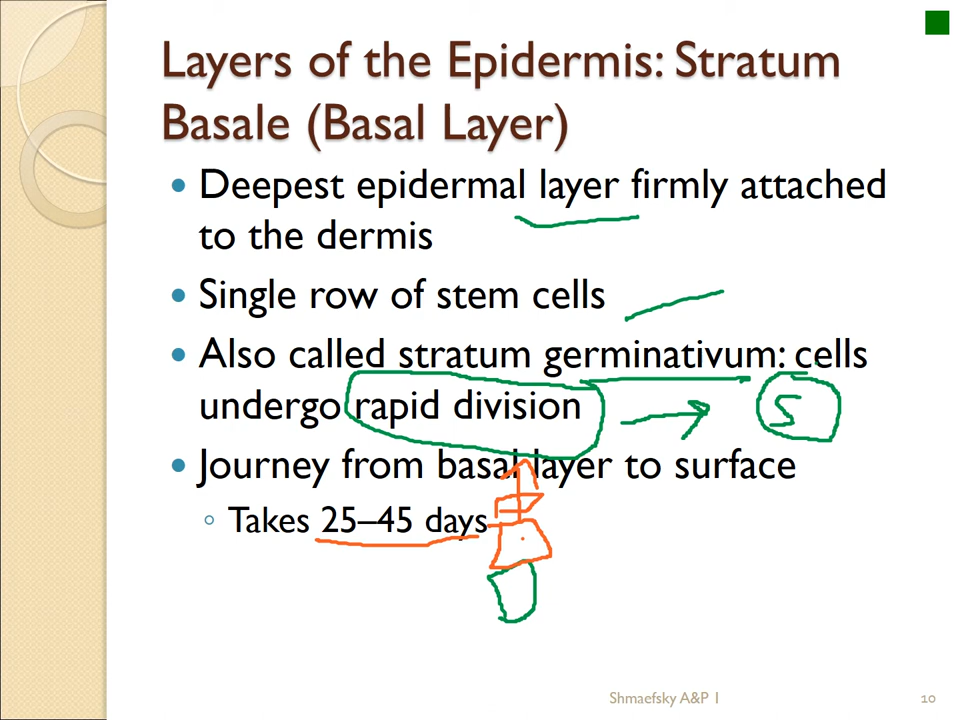 Layers of the Epidermis: Stratum
Basale (Basal Layer)
• Deepest epidermal layer firmly attached
to the dermis
• Single row of stem cells
• Also called stratum germinativum: cells
undergo rapid division
S
• Journey from basal layer to surface
◦ Takes 25–45 days
Shmaefsky A&P 1
10